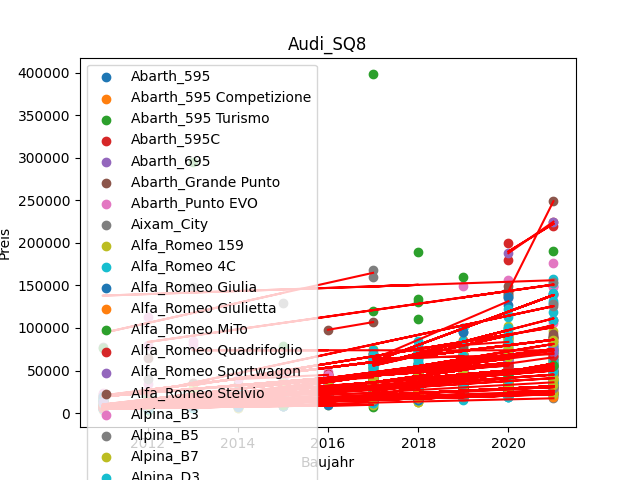 Audi_SQ8
400000
350000
300000
250000
200000
150000
100000
50000
0
Preis
Abarth_595
Abarth_595 Competizione
Abarth_595 Turismo
Abarth_595C
Abarth_695
Abarth_Grande Punto
Abarth_Punto EVO
Aixam_City
Alfa_Romeo 159
Alfa_Romeo 4C
Alfa_Romeo Giulia
Alfa_Romeo Giulietta
Alfa_Romeo MiTo
Alfa_Romeo Quadrifoglio
Alfa_Romeo Sportwagon
Alfa_Romeo Stelvio
Alpina_B3
Alpina_B5
Alpina_B7
Alpina_D3
2012 2014 2016 2018 2020
Baujahr